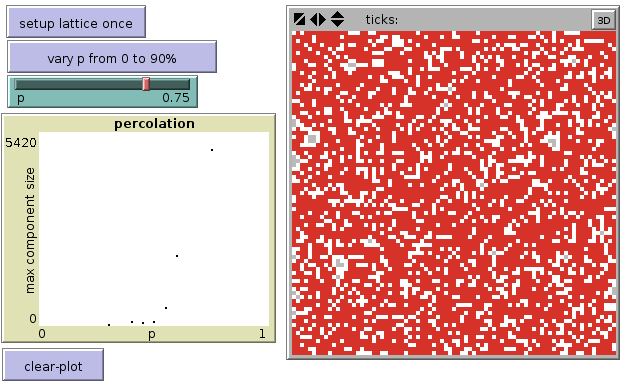 setup lattice once
vary p from 0 to 90%
p
0.75
percolation
5420
max component size
0
0
p
1
clear-plot
ticks:
3D